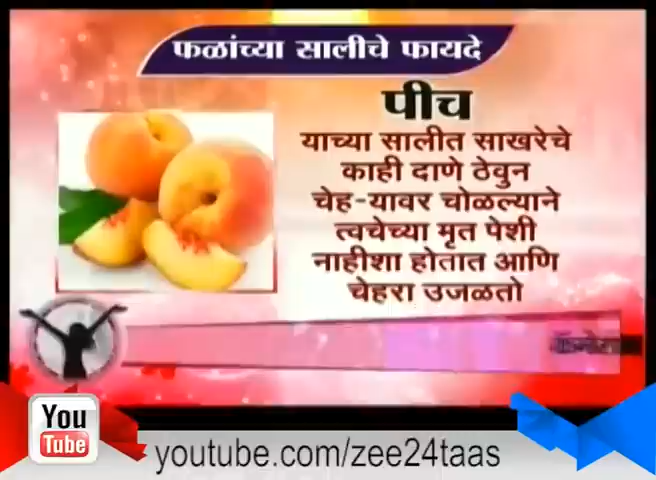 फळांच्या सालीचे फायदे
पीच
याच्या सालीत साखरेचे
काही दाणे ठेवुन
चेह-यावर चोळल्याने
त्वचेच्या मृत पेशी
नाहीशा होतात आणि
चेहरा उजळतो
You
Tube
youtube.com/zee24taas